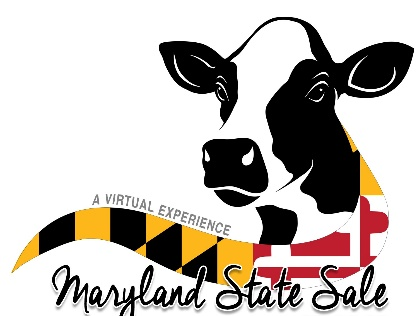 A VIRTUAL EXPERIENCE
Maryland State Sale